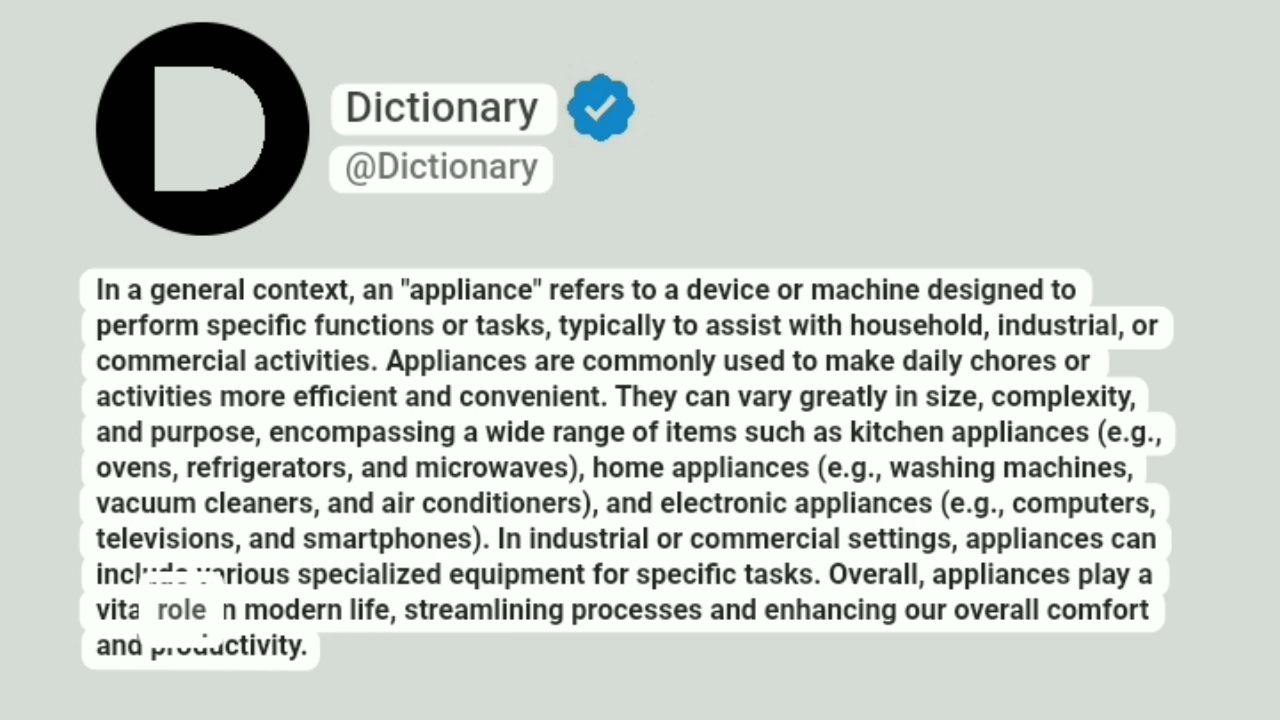 D
Dictionary
@Dictionary
In a general context, an "appliance" refers to a device or machine designed to
perform specific functions or tasks, typically to assist with household, industrial, or
commercial activities. Appliances are commonly used to make daily chores or
activities more efficient and convenient. They can vary greatly in size, complexity,
and purpose, encompassing a wide range of items such as kitchen appliances (e.g.,
ovens, refrigerators, and microwaves), home appliances (e.g., washing machines,
vacuum cleaners, and air conditioners), and electronic appliances (e.g., computers,
televisions, and smartphones). In industrial or commercial settings, appliances can
include various specialized equipment for specific tasks. Overall, appliances play a
vita role n modern life, streamlining processes and enhancing our overall comfort
and productivity.